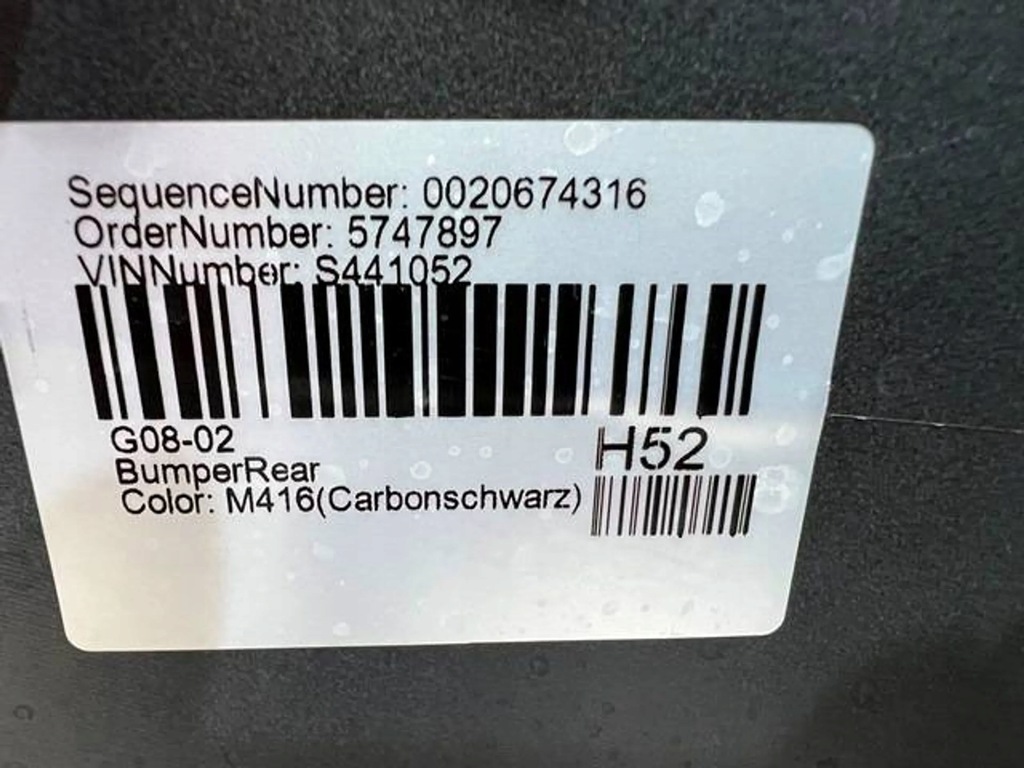 SequenceNumber: 0020674316
OrderNumber: 5747897
VINNumber: S441052
G08-02
H52
BumperRear
Color: M416(Carbonschwarz)